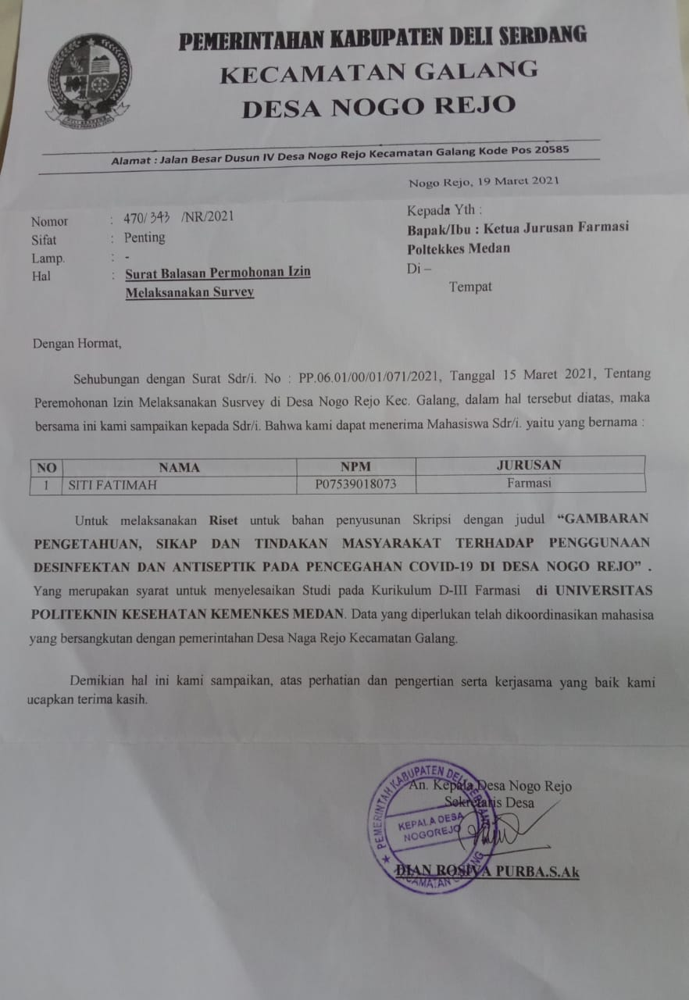 PEMERINTAHAN KABUPATEN DELI SERDANG
KECAMATAN GALANG
DESA NOGO REJO
Alamat : Jalan Besar Dusun IV Desa Nogo Rejo Kecamatan Galang Kode Pos 20585
Nogo Rejo, 19 Maret 2021
Nomor : 470/ 343 /NR/2021
Sifat : Penting
Lamp. : -
Hal : Surat Balasan Permohonan Izin
Melaksanakan Survey
Kepada Yth :
Bapak/Ibu : Ketua Jurusan Farmasi
Poltekkes Medan
Di –
Tempat
Dengan Hormat,
Sehubungan dengan Surat Sdr/i. No : PP.06.01/00/01/071/2021, Tanggal 15 Maret 2021, Tentang
Peremohonan Izin Melaksanakan Susrvey di Desa Nogo Rejo Kec. Galang, dalam hal tersebut diatas, maka
bersama ini kami sampaikan kepada Sdr/i. Bahwa kami dapat menerima Mahasiswa Sdr/i. yaitu yang bernama :
NO NAMA NPM JURUSAN
1 SITI FATIMAH P07539018073 Farmasi
Untuk melaksanakan Riset untuk bahan penyusunan Skripsi dengan judul “GAMBARAN
PENGETAHUAN, SIKAP DAN TINDAKAN MASYARAKAT TERHADAP PENGGUNAAN
DESINFEKTAN DAN ANTISEPTIK PADA PENCEGAHAN COVID-19 DI DESA NOGO REJO” .
Yang merupakan syarat untuk menyelesaikan Studi pada Kurikulum D-III Farmasi di UNIVERSITAS
POLITEKNIN KESEHATAN KEMENKES MEDAN. Data yang diperlukan telah dikoordinasikan mahasisa
yang bersangkutan dengan pemerintahan Desa Naga Rejo Kecamatan Galang.
Demikian hal ini kami sampaikan, atas perhatian dan pengertian serta kerjasama yang baik kami
ucapkan terima kasih.
An. Kepala Desa Nogo Rejo
Sekretaris Desa
PEMERINTAH KABUPATEN DELI SERDANG
KEPALA DESA
NOGOREJO
KECAMATAN GALANG
DIAN ROSIVA PURBA.S.Ak